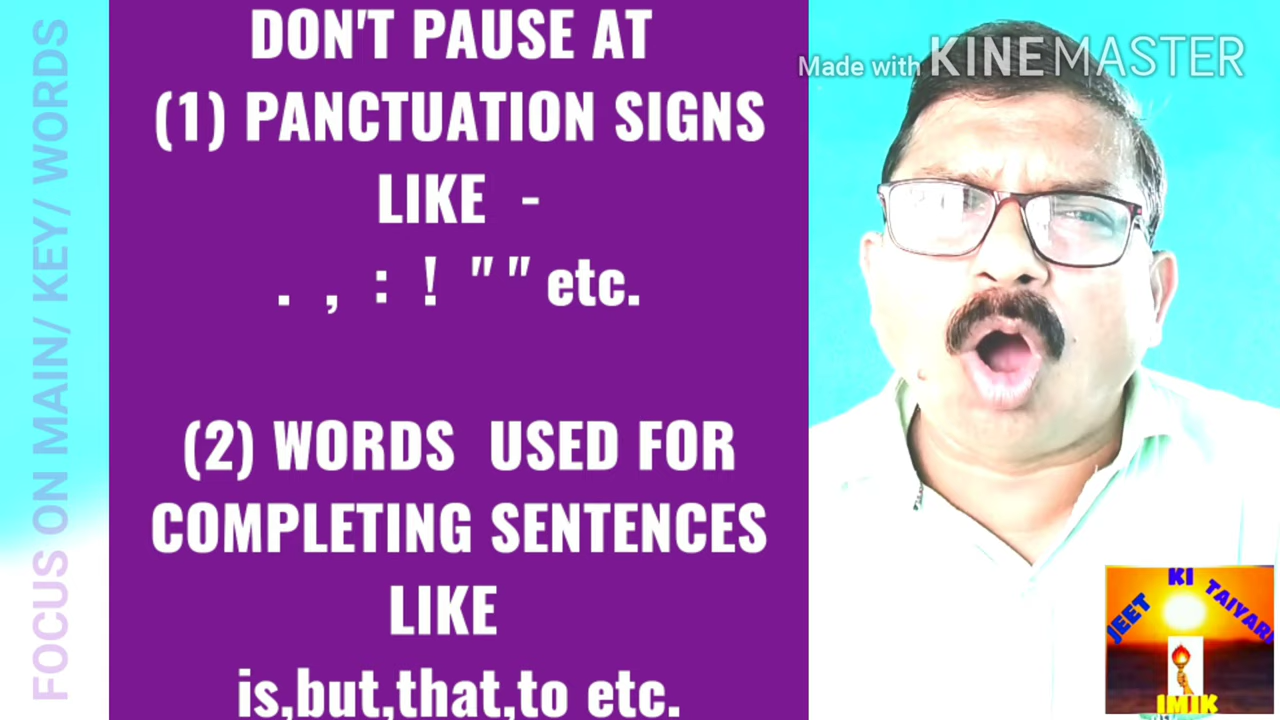 FOCUS ON MAIN/ KEY/ WORDS
DON'T PAUSE AT
(1) PANCTUATION SIGNS
LIKE -
. , : ! " " etc.
(2) WORDS USED FOR
COMPLETING SENTENCES
LIKE
is,but,that,to etc.
Made with KINEMASTER
JEET KI TAIYARI
IMJK